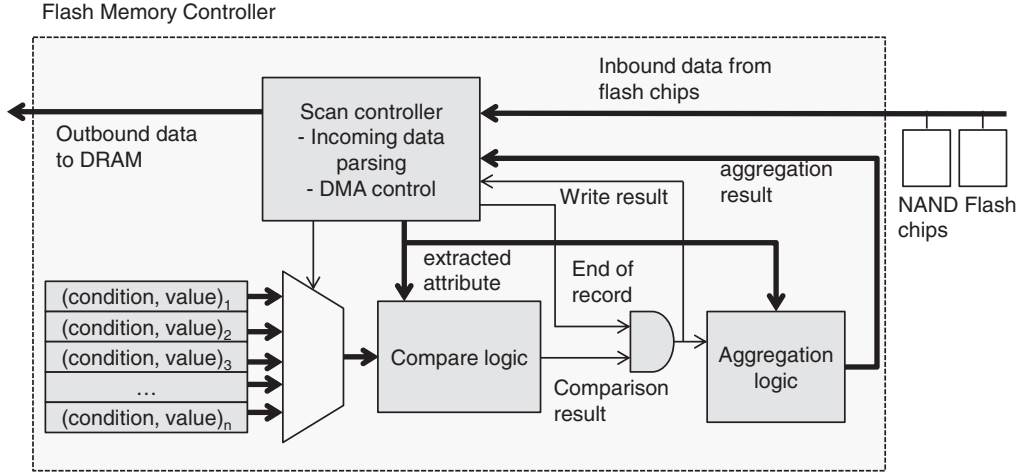 Flash Memory Controller
Inbound data from
flash chips
Scan controller
- Incoming data
parsing
- DMA control
Outbound data
to DRAM
aggregation
result
Write result
NAND Flash
chips
extracted
attribute
End of
record
(condition, value)1
(condition, value)2
(condition, value)3
…
(condition, value)n
Compare logic
Aggregation
logic
Comparison
result